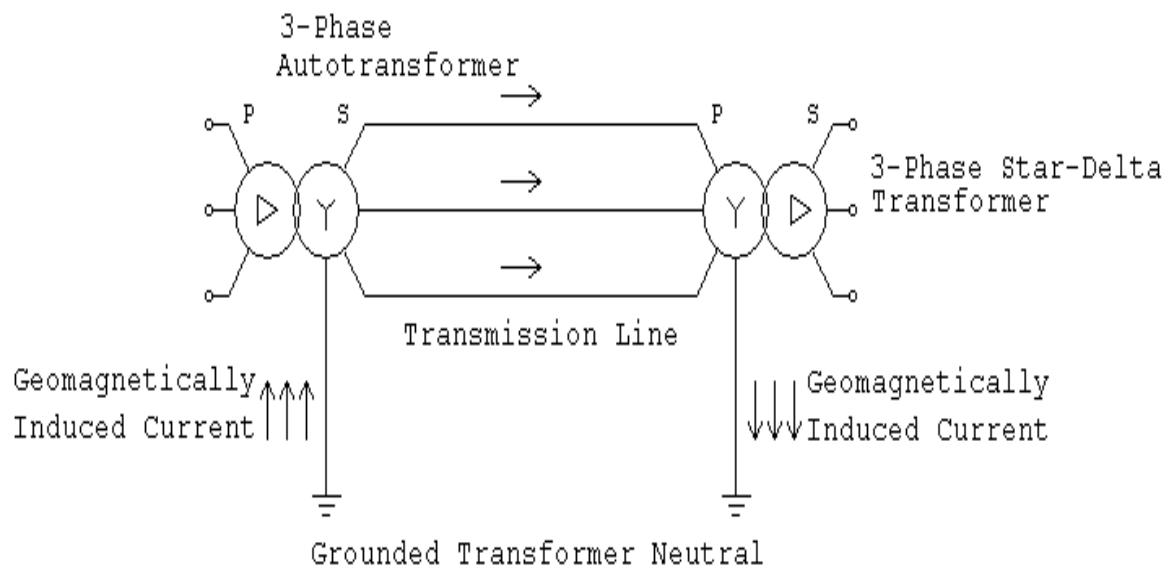 3-Phase
Autotransformer
P
S
P
S
3-Phase Star-Delta
Transformer
Y
Y
Transmission Line
Geomagnetically
Induced Current
Geomagnetically
Induced Current
Grounded Transformer Neutral